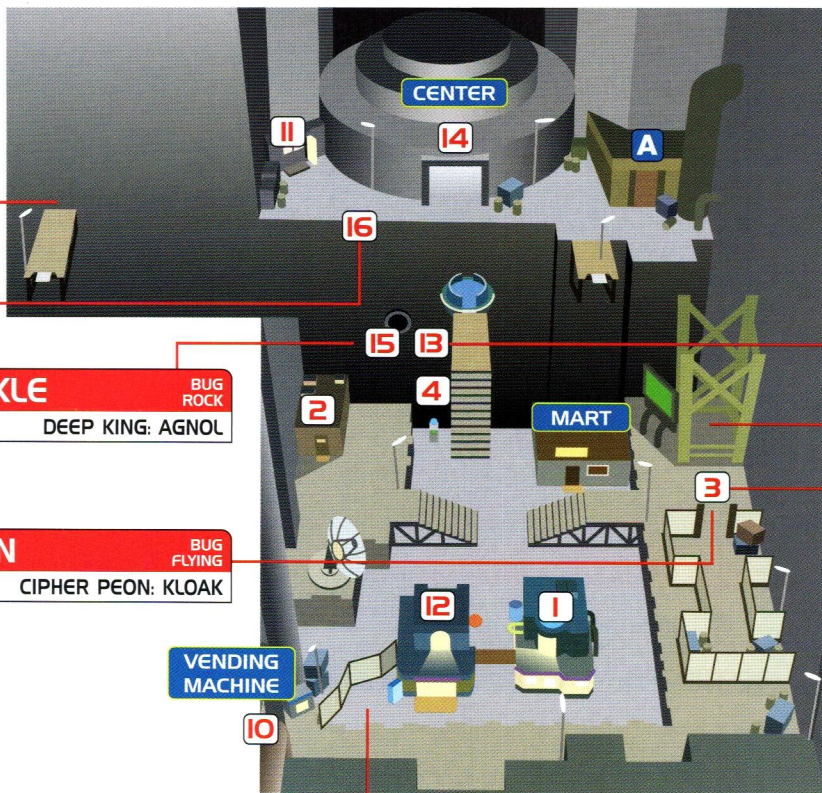 CENTER
11
14
A
16
15
13
KLE
BUG
ROCK
DEEP KING: AGNOL
4
2
MART
3
N
BUG
FLYING
CIPHER PEON: KLOAK
12
1
VENDING
MACHINE
10